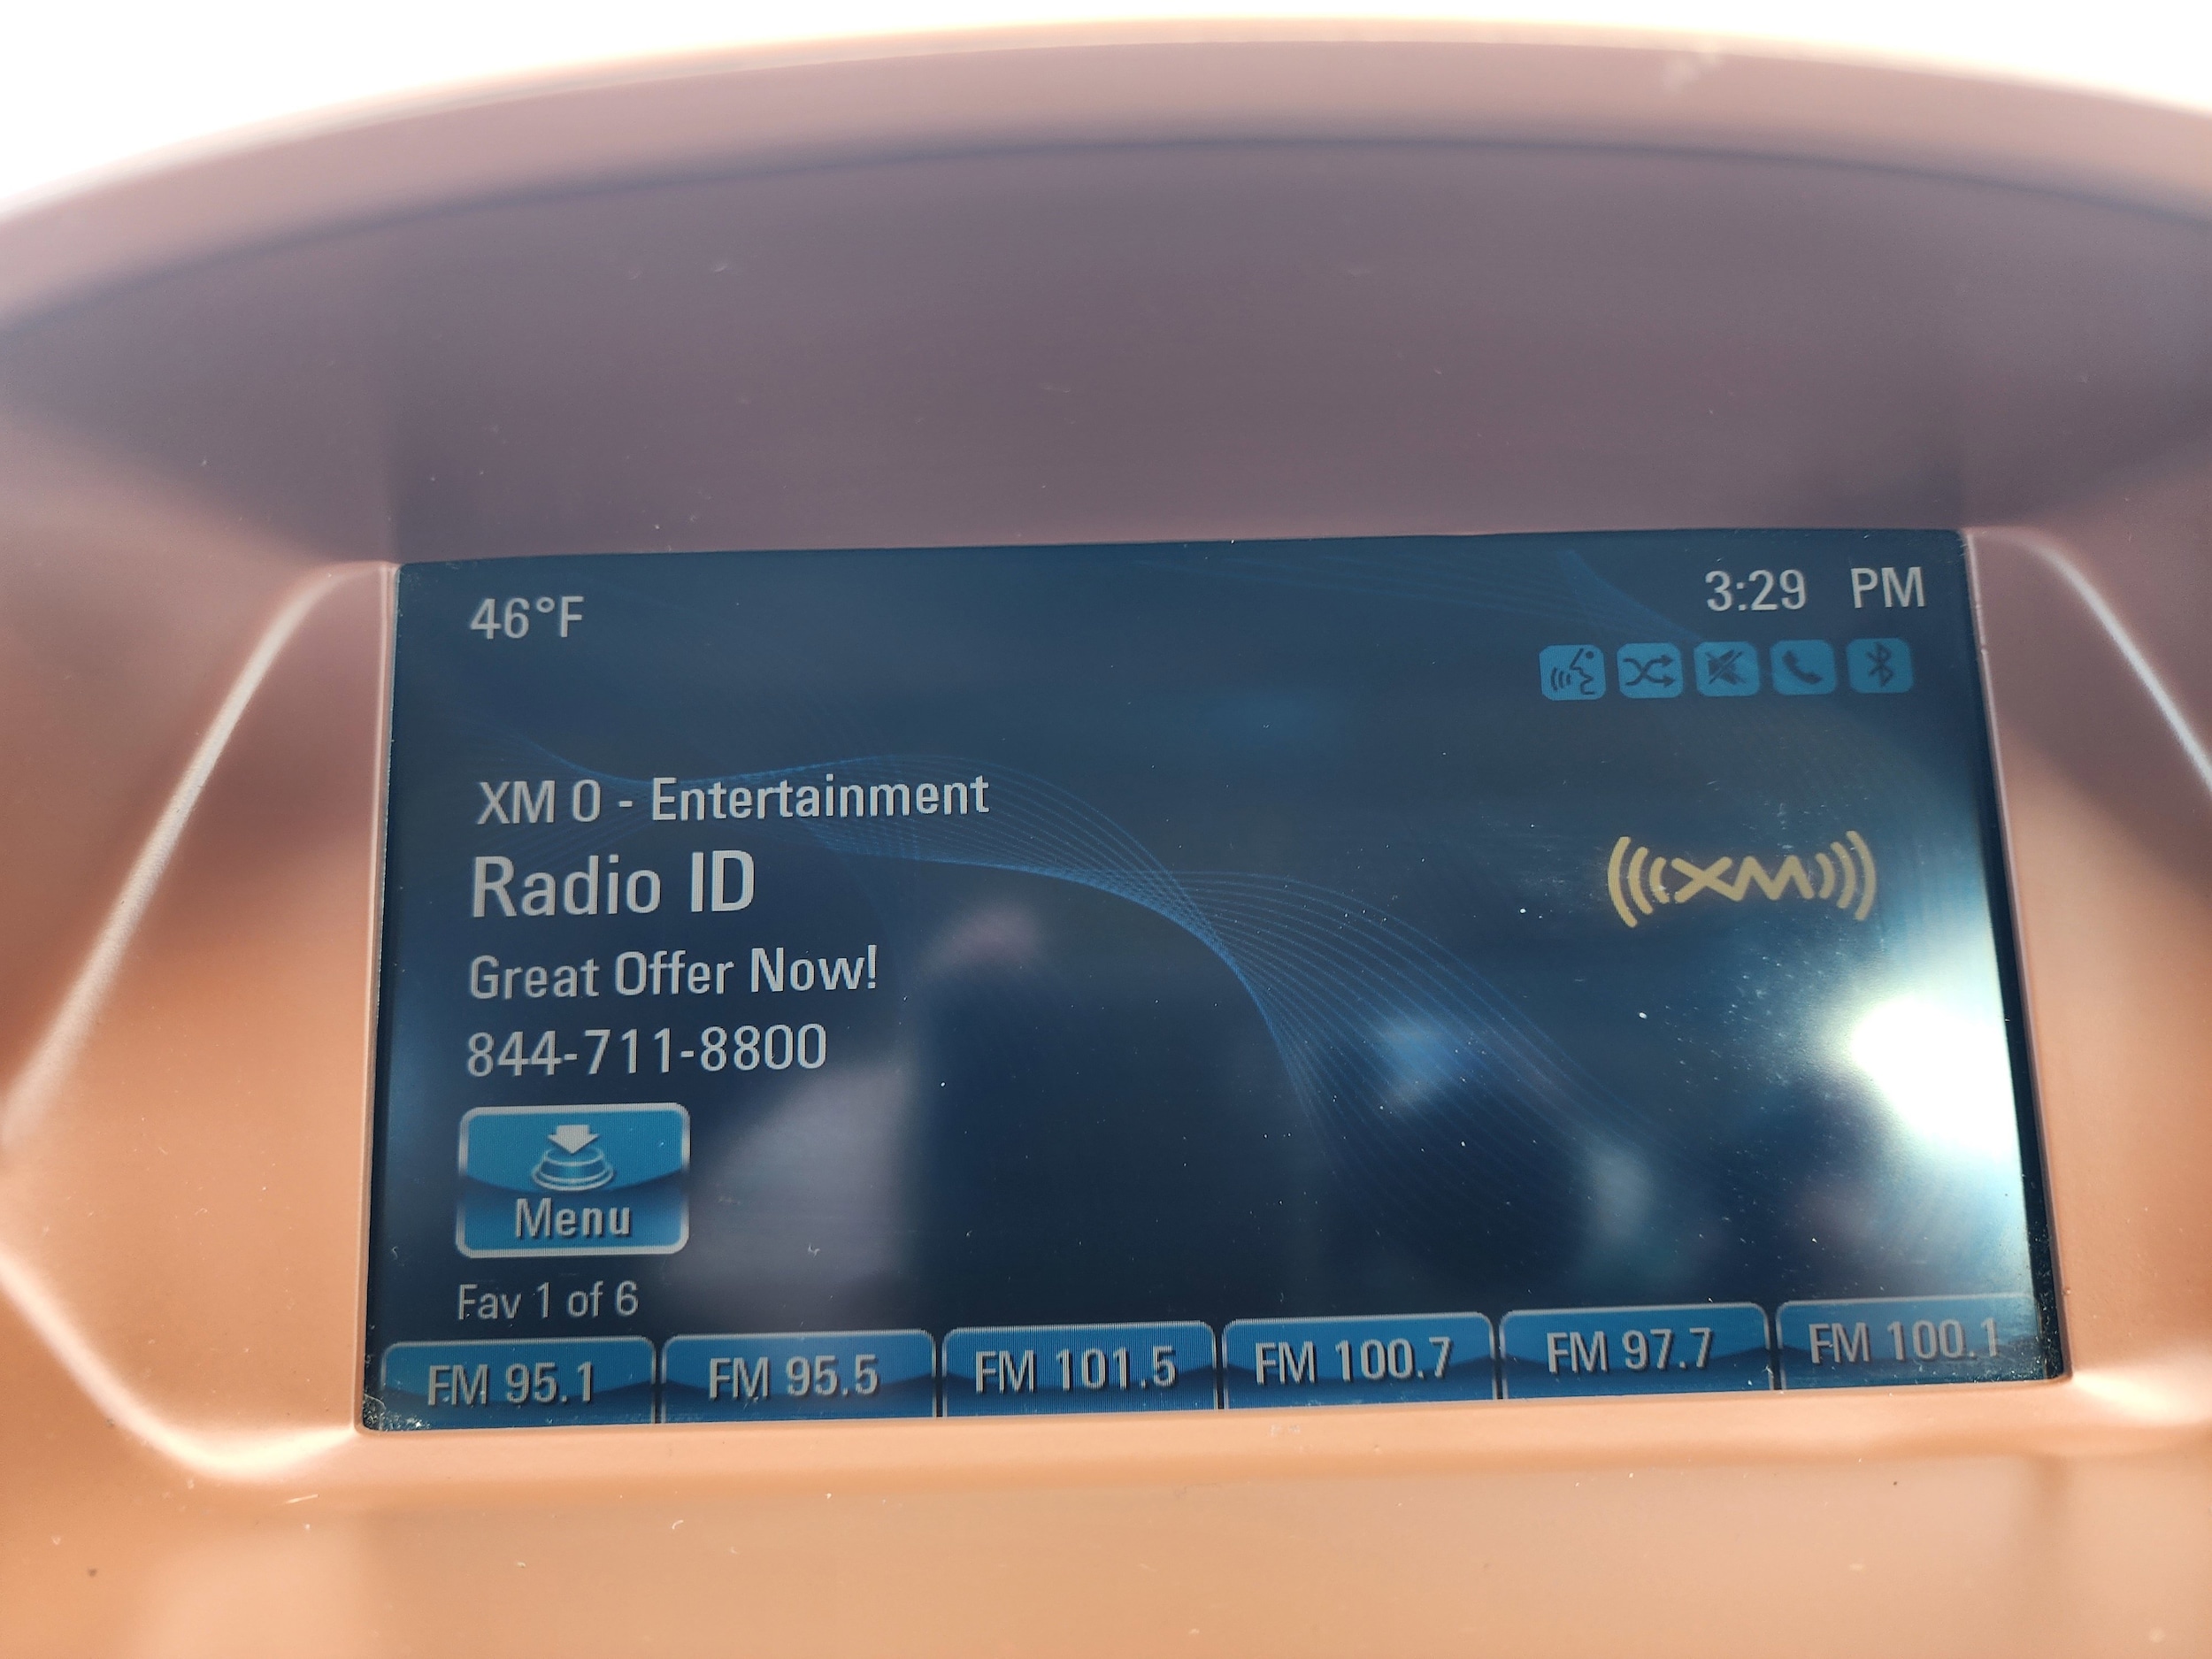 46°F
3:29 PM
XM 0 - Entertainment
Radio ID
XM
Great Offer Now!
844-711-8800
Menu
Fav 1 of 6
FM 95.1 FM 95.5 FM 101.5 FM 100.7 FM 97.7 FM 100.1